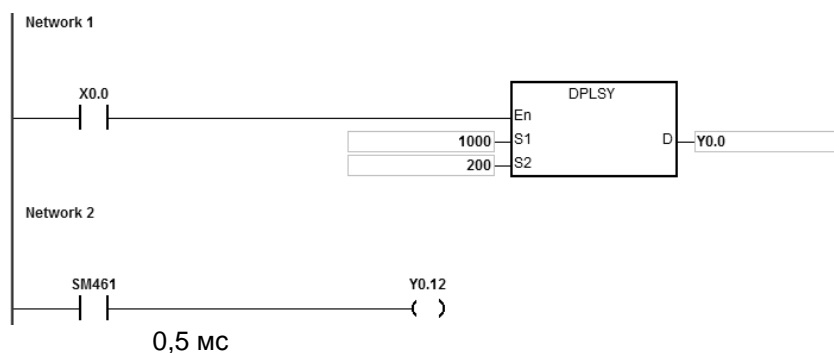 Network 1
X0.0
DPLSY
En
1000 S1 D Y0.0
200 S2
Network 2
SM461 Y0.12
0,5 мс